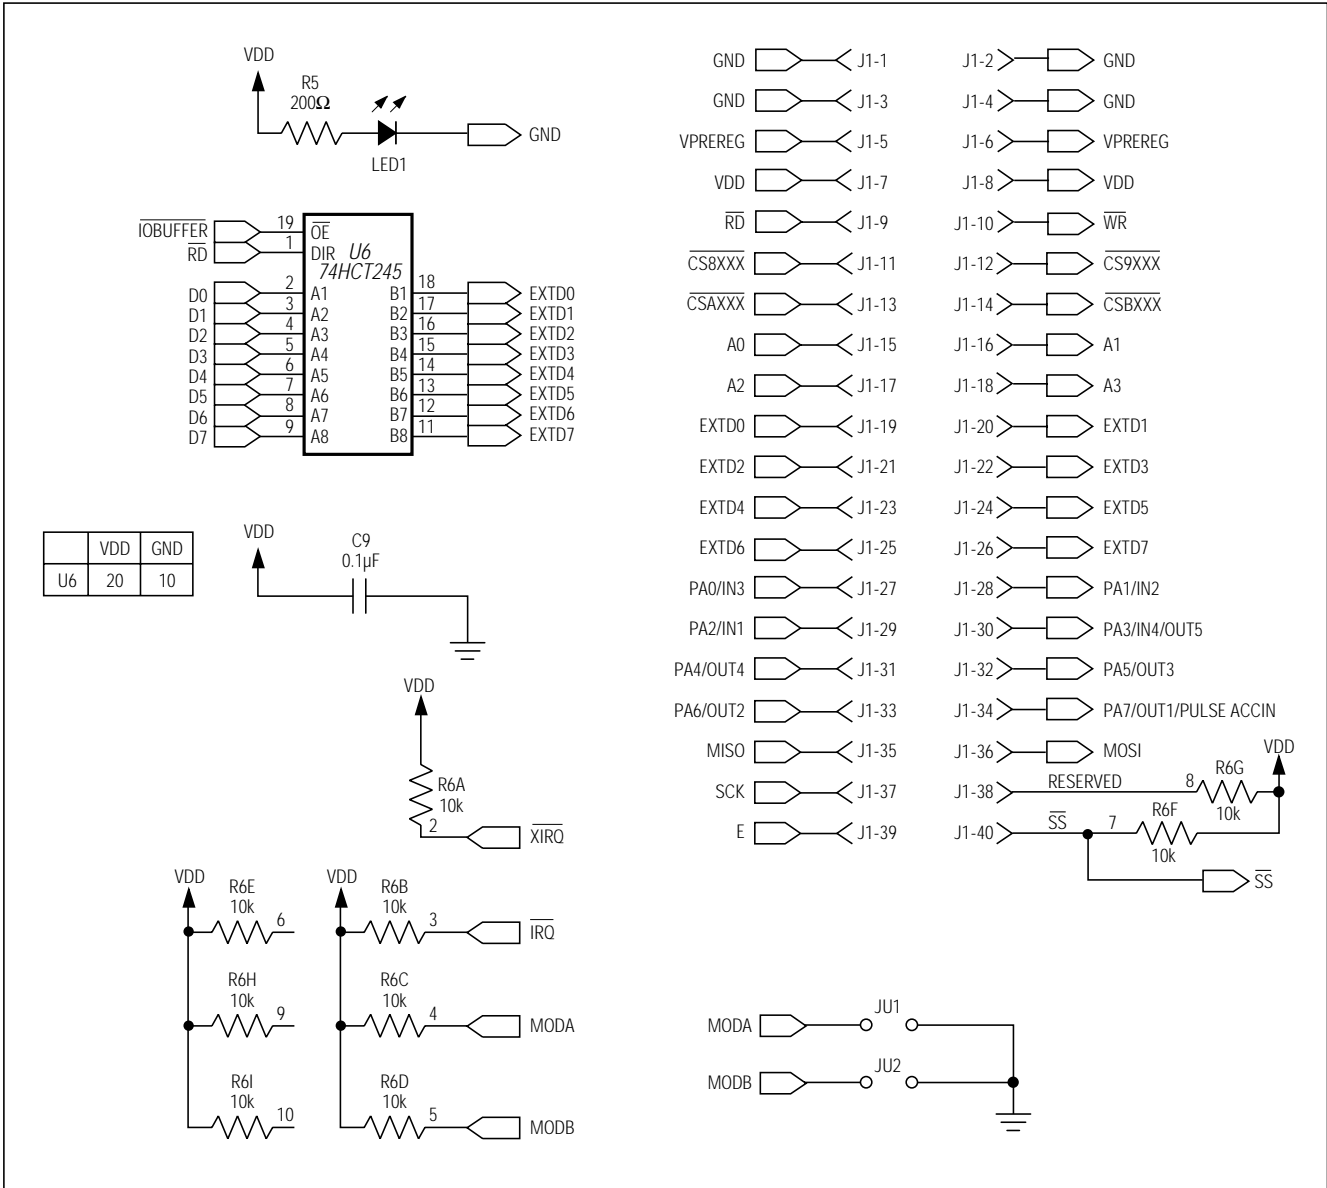 VDD
R5
200Ω
LED1
GND
IOBUFFER
RD
19
1
OE
DIR
U6
74HCT245
D0 2 A1 B1 18 EXTD0
D1 3 A2 B2 17 EXTD1
D2 4 A3 B3 16 EXTD2
D3 5 A4 B4 15 EXTD3
D4 6 A5 B5 14 EXTD4
D5 7 A6 B6 13 EXTD5
D6 8 A7 B7 12 EXTD6
D7 9 A8 B8 11 EXTD7
VDD GND
U6 20 10
VDD
C9
0.1µF
VDD
R6A
10k
2
XIRQ
VDD
R6E
10k
6
R6H
10k
9
R6I
10k
10
VDD
R6B
10k
3
IRQ
R6C
10k
4
MODA
R6D
10k
5
MODB
GND J1-1 J1-2 GND
GND J1-3 J1-4 GND
VPREREG J1-5 J1-6 VPREREG
VDD J1-7 J1-8 VDD
RD J1-9 J1-10 WR
CS8XXX J1-11 J1-12 CS9XXX
CSAXXX J1-13 J1-14 CSBXXX
A0 J1-15 J1-16 A1
A2 J1-17 J1-18 A3
EXTD0 J1-19 J1-20 EXTD1
EXTD2 J1-21 J1-22 EXTD3
EXTD4 J1-23 J1-24 EXTD5
EXTD6 J1-25 J1-26 EXTD7
PA0/IN3 J1-27 J1-28 PA1/IN2
PA2/IN1 J1-29 J1-30 PA3/IN4/OUT5
PA4/OUT4 J1-31 J1-32 PA5/OUT3
PA6/OUT2 J1-33 J1-34 PA7/OUT1/PULSE ACCIN
MISO J1-35 J1-36 MOSI
SCK J1-37 J1-38 RESERVED 8
R6G
10k
VDD
E J1-39 J1-40 SS 7
R6F
10k
SS
MODA JU1
MODB JU2